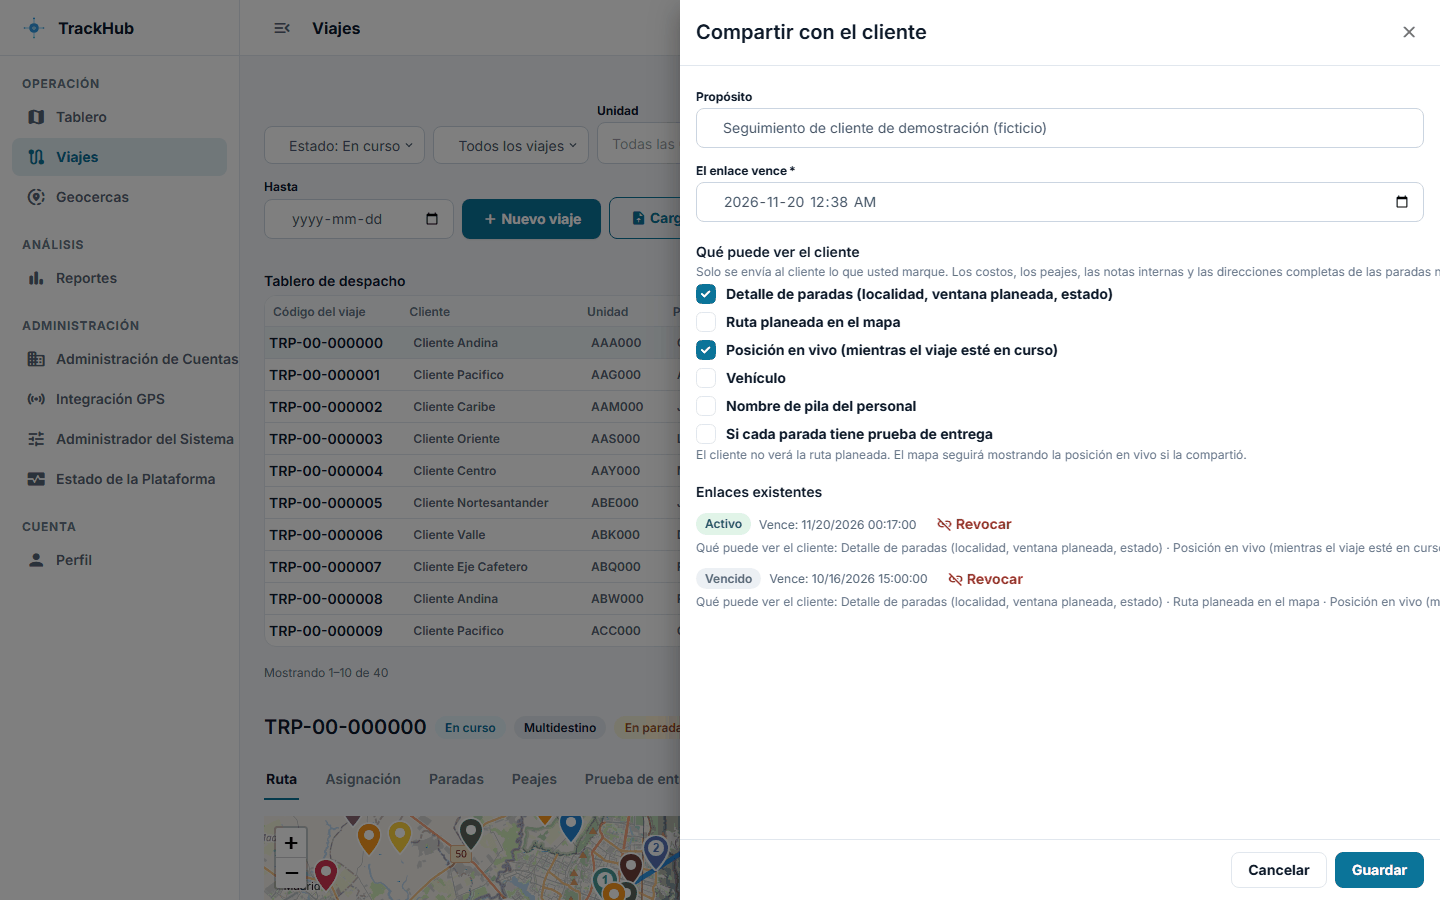 TrackHub
OPERACIÓN
Tablero
Viajes
Geocercas
ANÁLISIS
Reportes
ADMINISTRACIÓN
Administración de Cuentas
Integración GPS
Administrador del Sistema
Estado de la Plataforma
CUENTA
Perfil
Viajes
Unidad
Estado: En curso
Todos los viajes
Todas las
Hasta
yyyy-mm-dd
+ Nuevo viaje
Carg
Tablero de despacho
Código del viaje Cliente Unidad P
TRP-00-000000 Cliente Andina AAA000
TRP-00-000001 Cliente Pacifico AAG000
TRP-00-000002 Cliente Caribe AAM000
TRP-00-000003 Cliente Oriente AAS000
TRP-00-000004 Cliente Centro AAY000
TRP-00-000005 Cliente Nortesantander ABE000
TRP-00-000006 Cliente Valle ABK000
TRP-00-000007 Cliente Eje Cafetero ABQ000
TRP-00-000008 Cliente Andina ABW000
TRP-00-000009 Cliente Pacifico ACC000
Mostrando 1–10 de 40
TRP-00-000000 En curso Multidestino En parada
Ruta Asignación Paradas Peajes Prueba de ent
+
−
50
2
1
Compartir con el cliente
Propósito
Seguimiento de cliente de demostración (ficticio)
El enlace vence *
2026-11-20 12:38 AM
Qué puede ver el cliente
Solo se envía al cliente lo que usted marque. Los costos, los peajes, las notas internas y las direcciones completas de las paradas n
Detalle de paradas (localidad, ventana planeada, estado)
Ruta planeada en el mapa
Posición en vivo (mientras el viaje esté en curso)
Vehículo
Nombre de pila del personal
Si cada parada tiene prueba de entrega
El cliente no verá la ruta planeada. El mapa seguirá mostrando la posición en vivo si la compartió.
Enlaces existentes
Activo Vence: 11/20/2026 00:17:00 Revocar
Qué puede ver el cliente: Detalle de paradas (localidad, ventana planeada, estado) · Posición en vivo (mientras el viaje esté en curso
Vencido Vence: 10/16/2026 15:00:00 Revocar
Qué puede ver el cliente: Detalle de paradas (localidad, ventana planeada, estado) · Ruta planeada en el mapa · Posición en vivo (m
Cancelar
Guardar